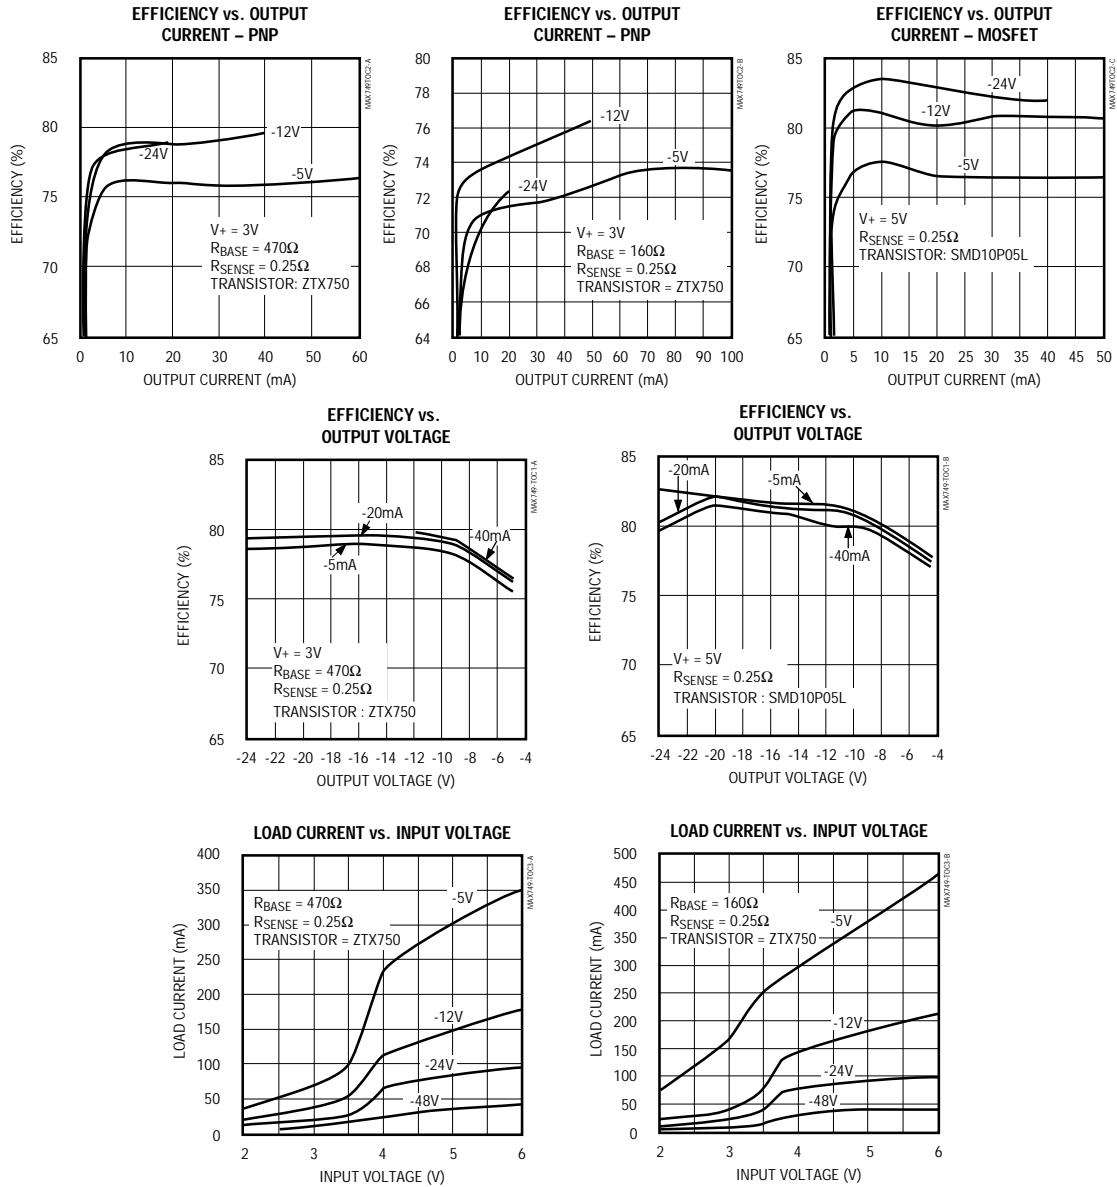 EFFICIENCY vs. OUTPUT
CURRENT – PNP
MAX749TOC2-A
EFFICIENCY (%)
85
80
75
70
65
-12V
-24V
-5V
V+ = 3V
RBASE = 470Ω
RSENSE = 0.25Ω
TRANSISTOR: ZTX750
0 10 20 30 40 50 60
OUTPUT CURRENT (mA)
EFFICIENCY vs. OUTPUT
CURRENT – PNP
MAX749TOC2-B
EFFICIENCY (%)
80
78
76
74
72
70
68
66
64
-12V
-5V
-24V
V+ = 3V
RBASE = 160Ω
RSENSE = 0.25Ω
TRANSISTOR = ZTX750
0 10 20 30 40 50 60 70 80 90 100
OUTPUT CURRENT (mA)
EFFICIENCY vs. OUTPUT
CURRENT – MOSFET
MAX749TOC2-C
EFFICIENCY (%)
85
80
75
70
65
-24V
-12V
-5V
V+ = 5V
RSENSE = 0.25Ω
TRANSISTOR: SMD10P05L
0 5 10 15 20 25 30 35 40 45 50
OUTPUT CURRENT (mA)
EFFICIENCY vs.
OUTPUT VOLTAGE
MAX749-TOC1-A
EFFICIENCY (%)
85
80
75
70
65
-20mA
-40mA
-5mA
V+ = 3V
RBASE = 470Ω
RSENSE = 0.25Ω
TRANSISTOR : ZTX750
-24 -22 -20 -18 -16 -14 -12 -10 -8 -6 -4
OUTPUT VOLTAGE (V)
EFFICIENCY vs.
OUTPUT VOLTAGE
MAX749-TOC1-B
EFFICIENCY (%)
85
80
75
70
65
-20mA
-5mA
-40mA
V+ = 5V
RSENSE = 0.25Ω
TRANSISTOR : SMD10P05L
-24 -22 -20 -18 -16 -14 -12 -10 -8 -6 -4
OUTPUT VOLTAGE (V)
LOAD CURRENT vs. INPUT VOLTAGE
MAX749-TOC3-A
LOAD CURRENT (mA)
400
350
300
250
200
150
100
50
0
RBASE = 470Ω
RSENSE = 0.25Ω
TRANSISTOR = ZTX750
-5V
-12V
-24V
-48V
2 3 4 5 6
INPUT VOLTAGE (V)
LOAD CURRENT vs. INPUT VOLTAGE
MAX749-TOC3-B
LOAD CURRENT (mA)
500
450
400
350
300
250
200
150
100
50
0
RBASE = 160Ω
RSENSE = 0.25Ω
TRANSISTOR = ZTX750
-5V
-12V
-24V
-48V
2 3 4 5 6
INPUT VOLTAGE (V)